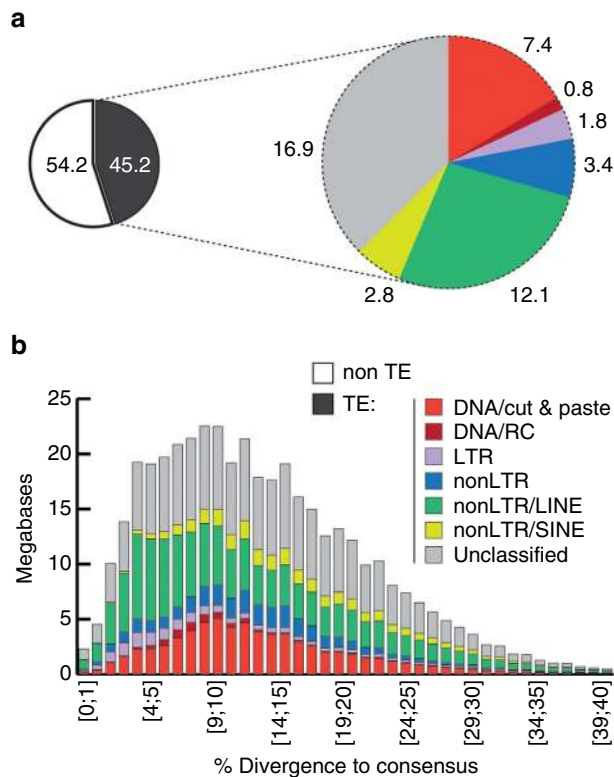 a
54.2
45.2
7.4
0.8
1.8
3.4
12.1
2.8
16.9
b
non TE
TE:
DNA/cut & paste
DNA/RC
LTR
nonLTR
nonLTR/LINE
nonLTR/SINE
Unclassified
Megabases
25
20
15
10
5
0
[0;1]
[4;5]
[9;10]
[14;15]
[19;20]
[24;25]
[29;30]
[34;35]
[39;40]
% Divergence to consensus